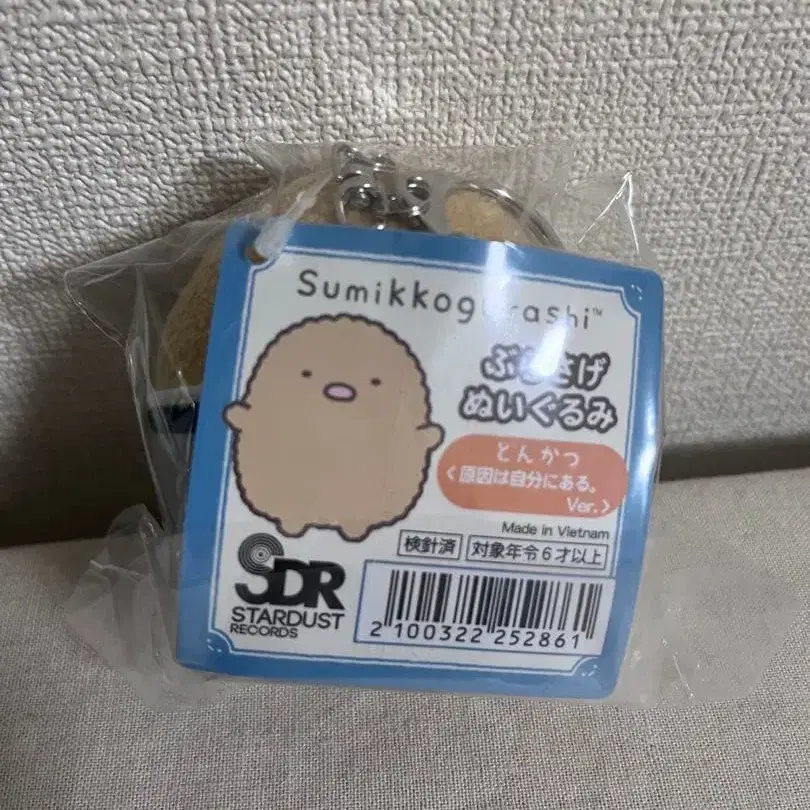 Sumikkogurashi™
ぶらさげ
ぬいぐるみ
とんかつ
<原因は自分にある。
Ver.>
Made in Vietnam
検針済 対象年令6才以上
SDR
STARDUST
RECORDS
2 100322 252861